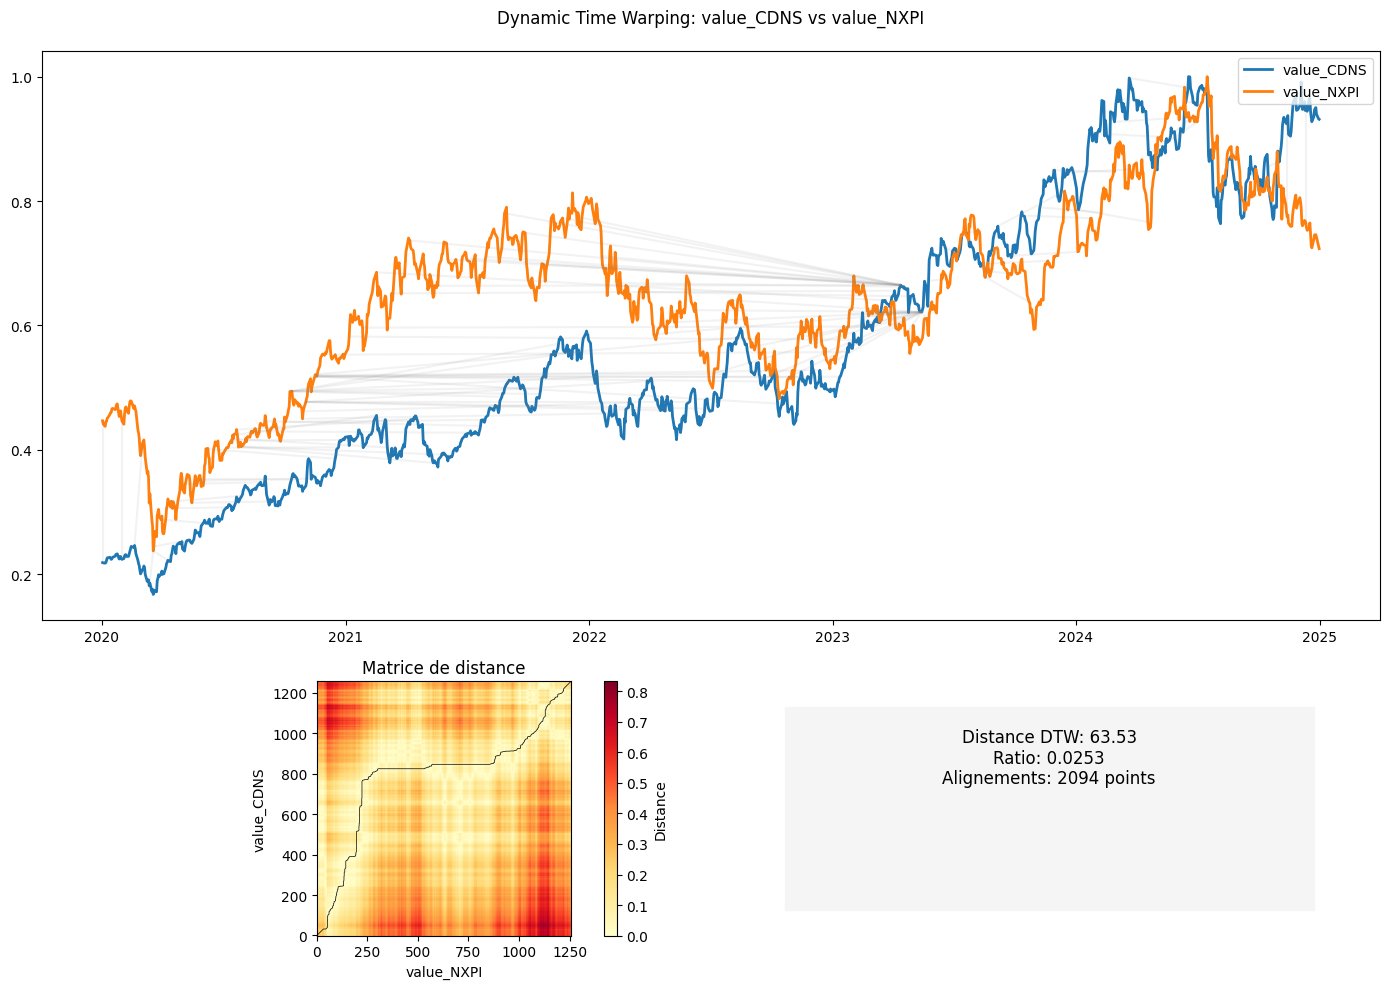 Dynamic Time Warping: value_CDNS vs value_NXPI
value_CDNS
value_NXPI
1.0
0.8
0.6
0.4
0.2
2020 2021 2022 2023 2024 2025
Matrice de distance
1200
1000
800
600
400
200
0
value_CDNS
0 250 500 750 1000 1250
value_NXPI
0.8
0.7
0.6
0.5
0.4
0.3
0.2
0.1
0.0
Distance
Distance DTW: 63.53
Ratio: 0.0253
Alignements: 2094 points